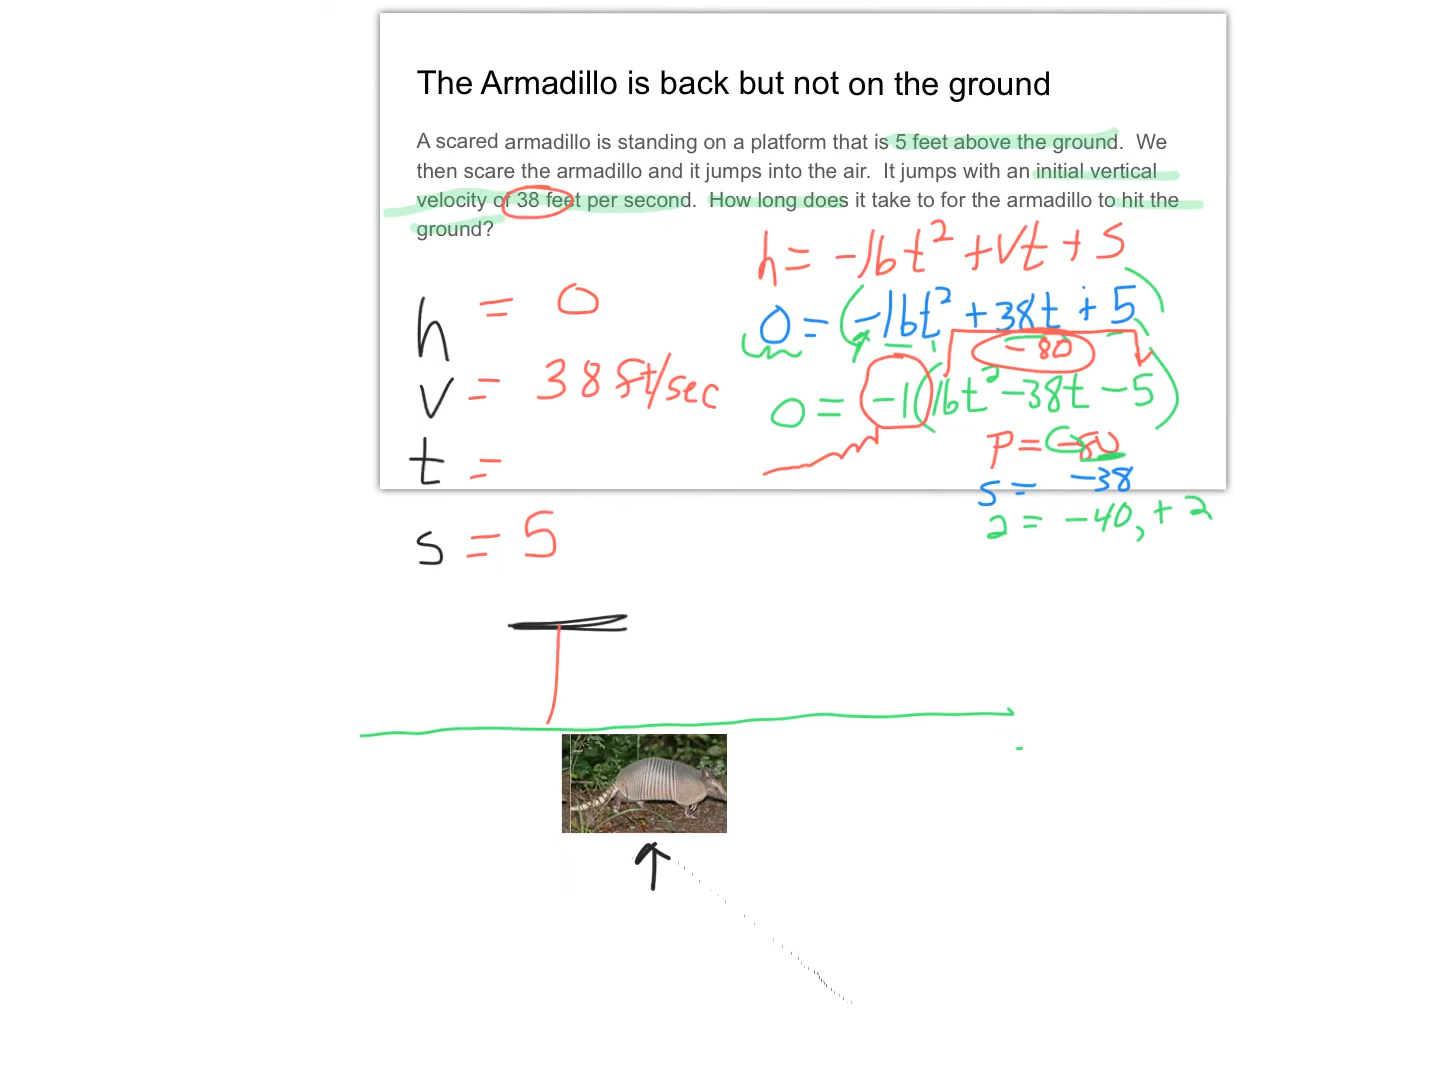 The Armadillo is back but not on the ground
A scared armadillo is standing on a platform that is 5 feet above the ground. We
then scare the armadillo and it jumps into the air. It jumps with an initial vertical
velocity of 38 feet per second. How long does it take to for the armadillo to hit the
ground?
h = -16t² + vt + s
h = 0
0 = (-16t² + 38t + 5)
-80
v = 38 ft/sec
0 = -1(16t² -38t -5)
P = -80
t =
s = -38
2 = -40, +2
s = 5